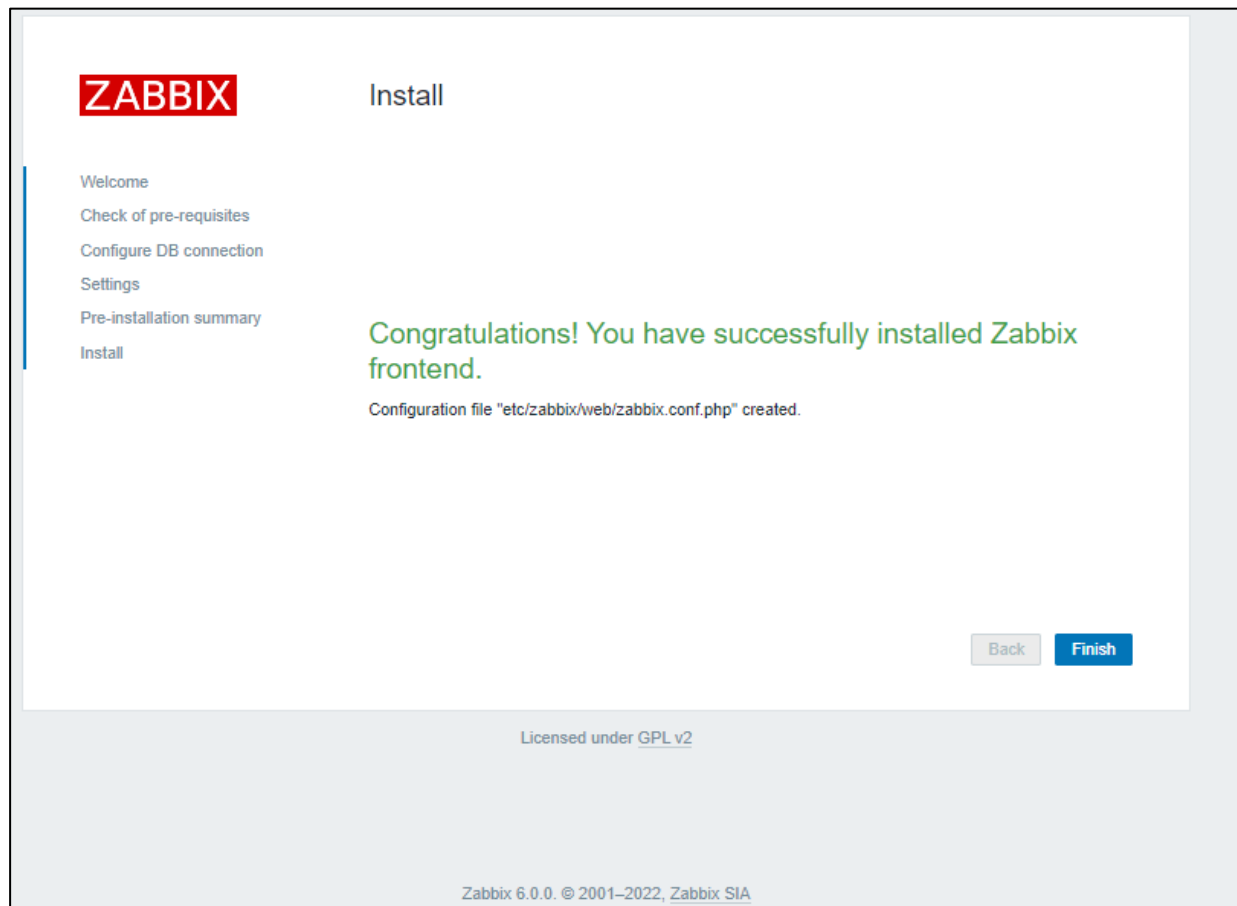 ZABBIX
Install
Welcome
Check of pre-requisites
Configure DB connection
Settings
Pre-installation summary
Install
Congratulations! You have successfully installed Zabbix
frontend.
Configuration file "etc/zabbix/web/zabbix.conf.php" created.
Back
Finish
Licensed under GPL v2
Zabbix 6.0.0. © 2001–2022, Zabbix SIA